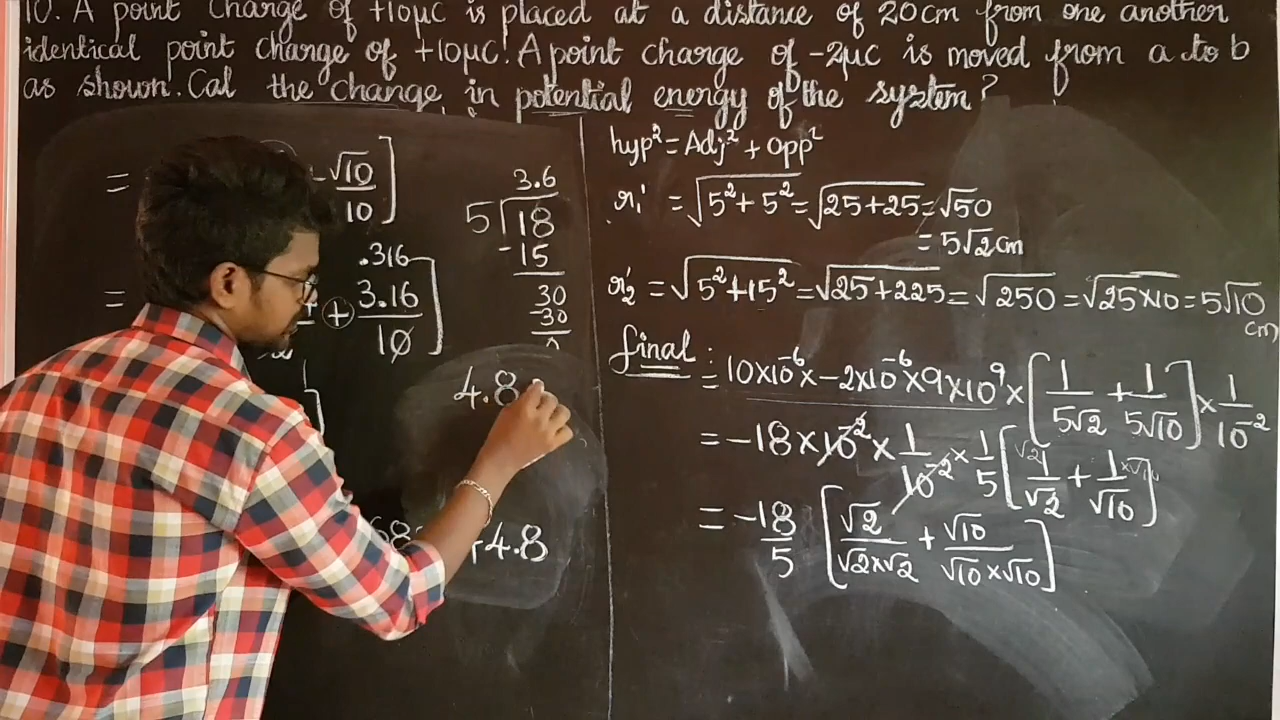 10. A point charge of +10μc is placed at a distance of 20cm from one another
identical point charge of +10μc. A point charge of -2μc is moved from a to b
as shown. Cal the change in potential energy of the system?
= √10/10]
= + 3.16/10]
.316
3.6
5√18
-15
30
-30
0
4.8
68
+4.8
hyp² = Adj² + opp²
r₁' = √5²+5² = √25+25 = √50
= 5√2 cm
r₂' = √5²+15² = √25+225 = √250 = √25×10 = 5√10 cm
final :
= 10×10⁻⁶×-2×10⁻⁶×9×10⁹×[1/5√2 + 1/5√10]×1/10⁻²
= -18×10⁻²×1/10⁻²×1/5[1/√2 + 1/√10]
= -18/5 [√2/√2×√2 + √10/√10×√10]